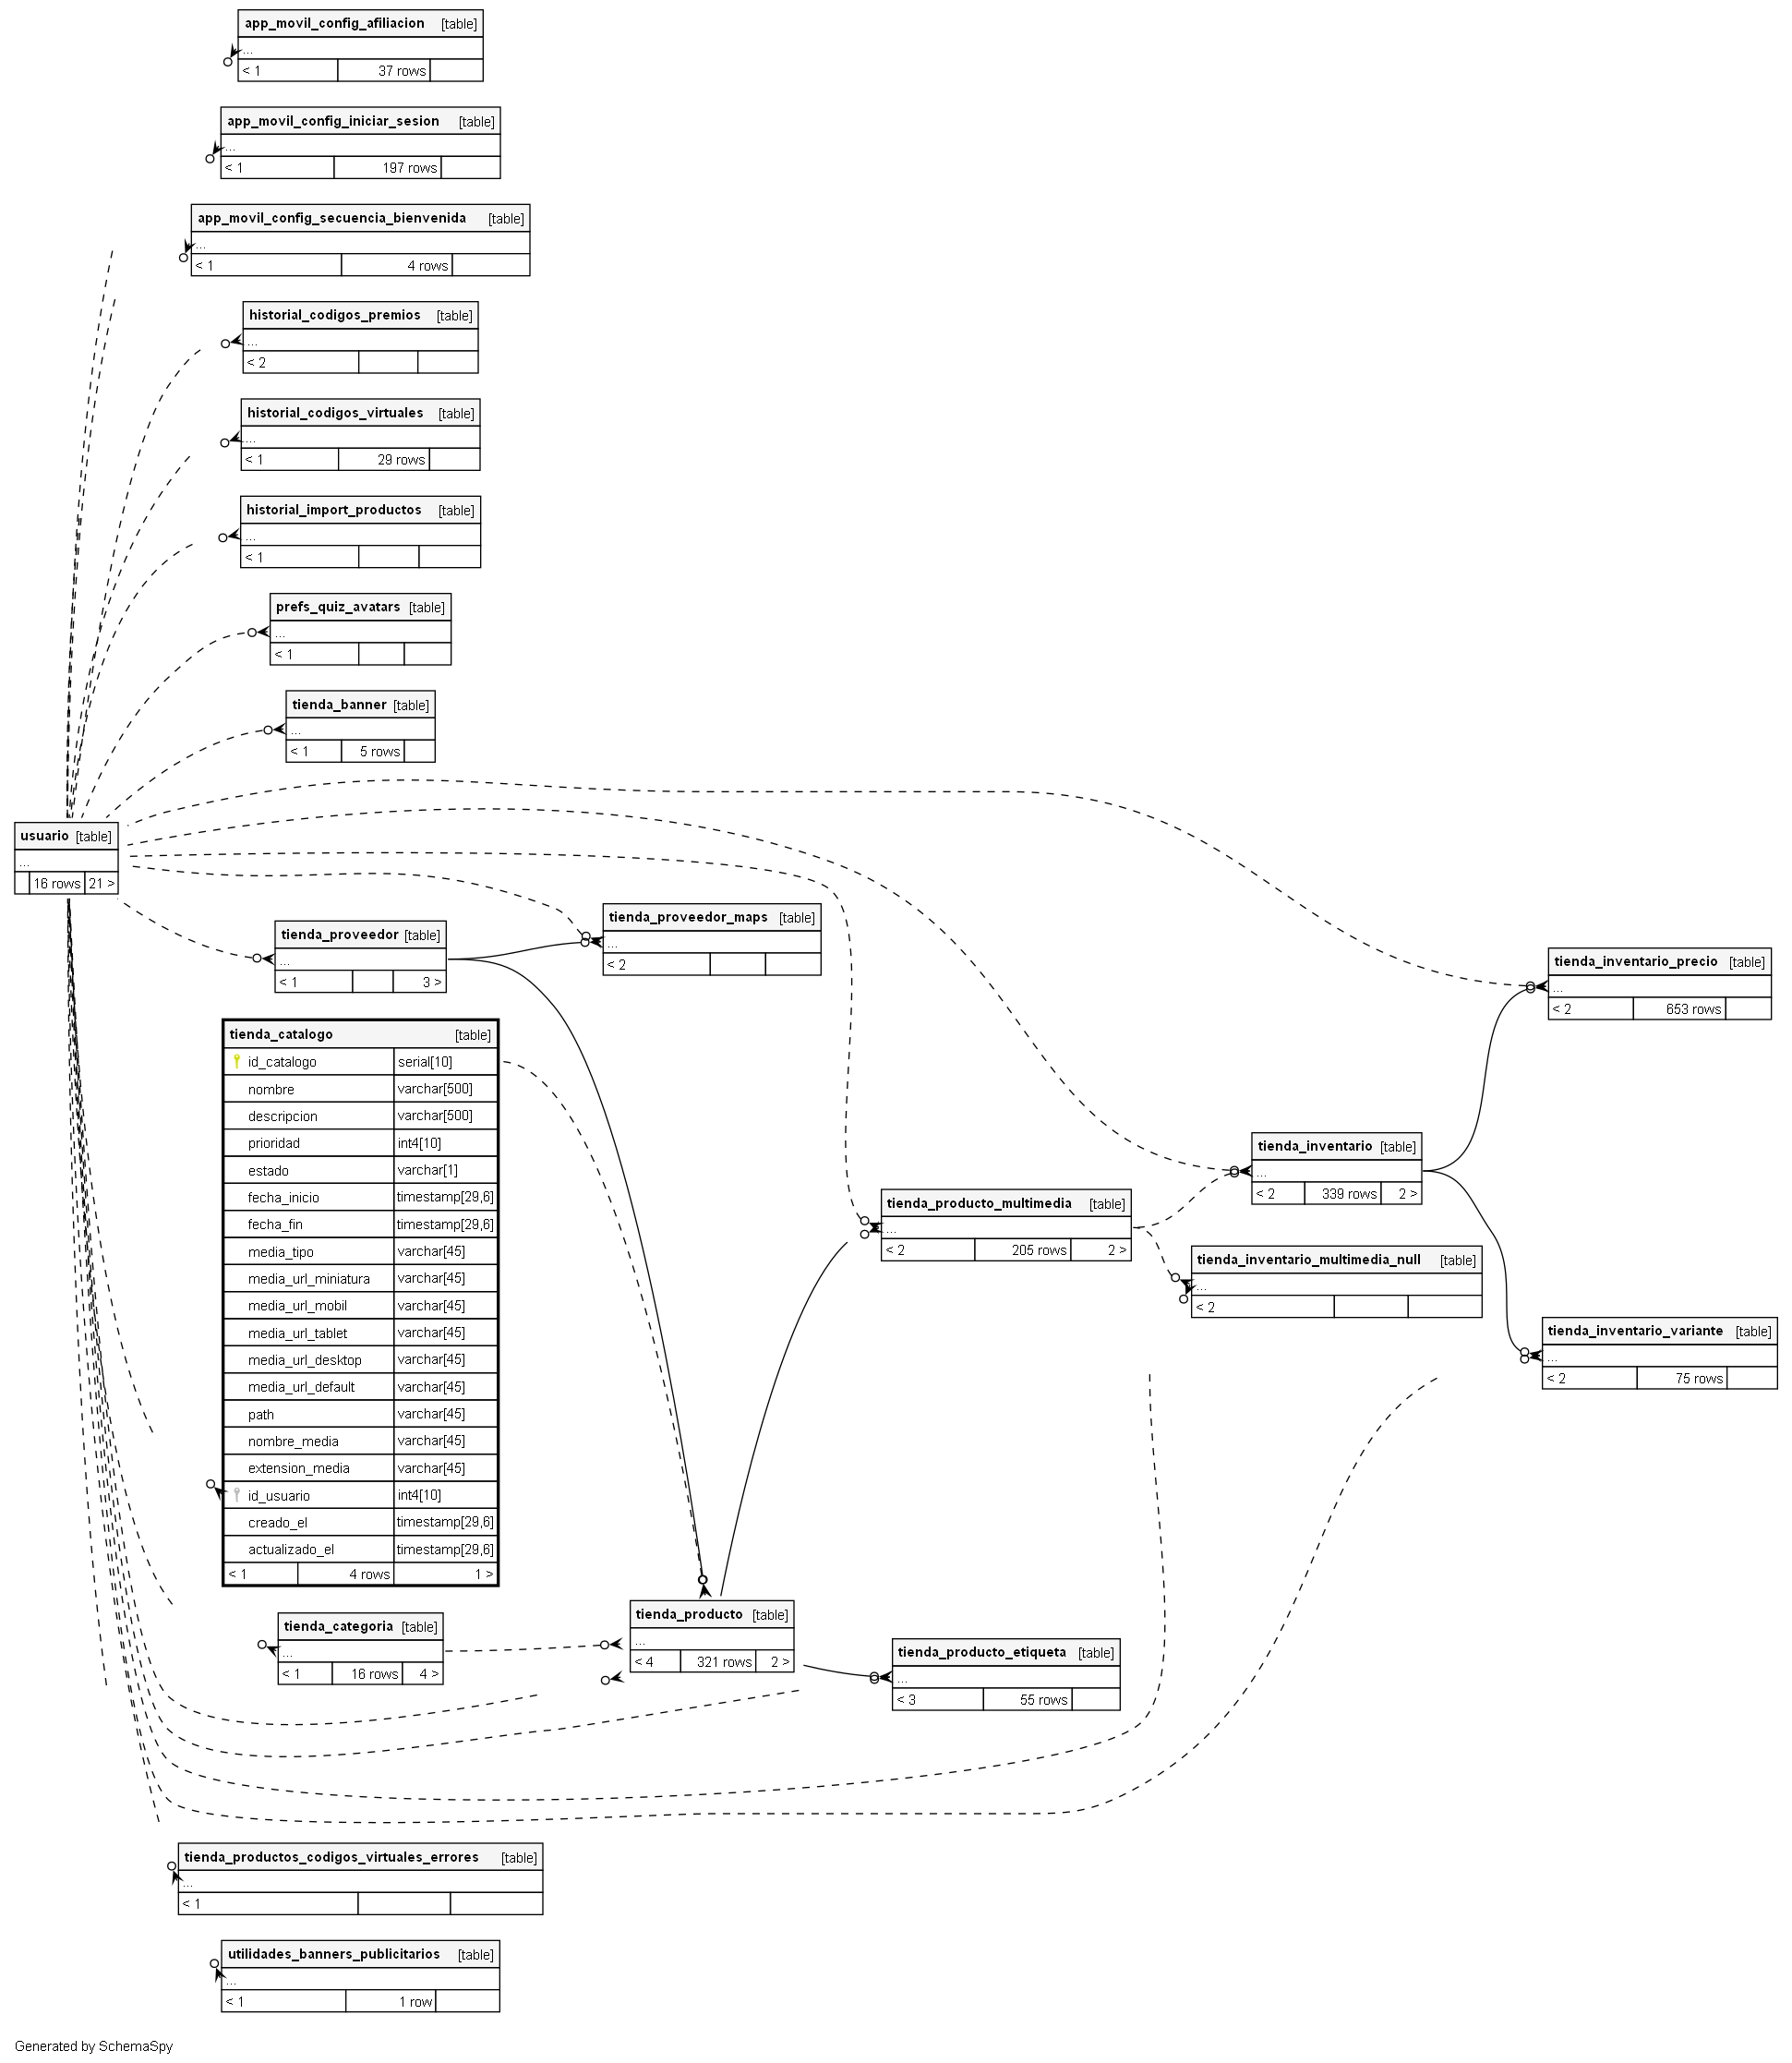 app_movil_config_afiliacion [table]
...
< 1 37 rows
app_movil_config_iniciar_sesion [table]
...
< 1 197 rows
app_movil_config_secuencia_bienvenida [table]
...
< 1 4 rows
historial_codigos_premios [table]
...
< 2
historial_codigos_virtuales [table]
...
< 1 29 rows
historial_import_productos [table]
...
< 1
prefs_quiz_avatars [table]
...
< 1
tienda_banner [table]
...
< 1 5 rows
usuario [table]
...
16 rows 21 >
tienda_proveedor [table]
...
< 1 3 >
tienda_proveedor_maps [table]
...
< 2
tienda_inventario_precio [table]
...
< 2 653 rows
tienda_catalogo [table]
id_catalogo serial[10]
nombre varchar[500]
descripcion varchar[500]
prioridad int4[10]
estado varchar[1]
fecha_inicio timestamp[29,6]
fecha_fin timestamp[29,6]
media_tipo varchar[45]
media_url_miniatura varchar[45]
media_url_mobil varchar[45]
media_url_tablet varchar[45]
media_url_desktop varchar[45]
media_url_default varchar[45]
path varchar[45]
nombre_media varchar[45]
extension_media varchar[45]
id_usuario int4[10]
creado_el timestamp[29,6]
actualizado_el timestamp[29,6]
< 1 4 rows 1 >
tienda_inventario [table]
...
< 2 339 rows 2 >
tienda_producto_multimedia [table]
...
< 2 205 rows 2 >
tienda_inventario_multimedia_null [table]
...
< 2
tienda_inventario_variante [table]
...
< 2 75 rows
tienda_categoria [table]
...
< 1 16 rows 4 >
tienda_producto [table]
...
< 4 321 rows 2 >
tienda_producto_etiqueta [table]
...
< 3 55 rows
tienda_productos_codigos_virtuales_errores [table]
...
< 1
utilidades_banners_publicitarios [table]
...
< 1 1 row
Generated by SchemaSpy